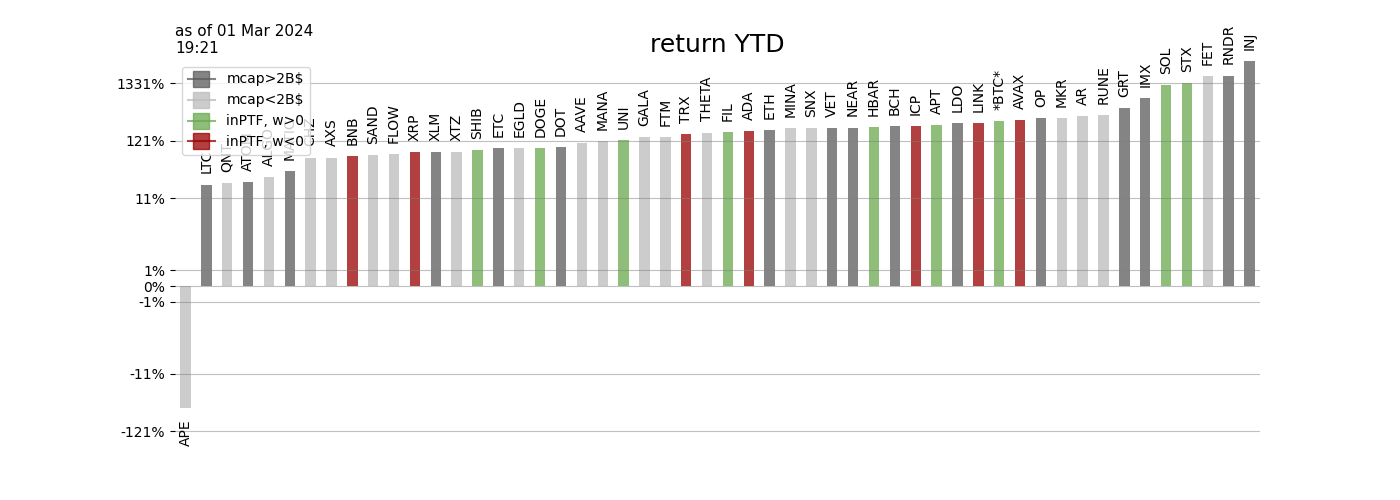 as of 01 Mar 2024
19:21
return YTD
mcap>2B$
mcap<2B$
inPTF, w>0
inPTF, w<0
1331%
121%
11%
1%
0%
-1%
-11%
-121%
APE
LTC
QNT
ATOM
ALGO
MATIC
CHZ
AXS
BNB
SAND
FLOW
XRP
XLM
XTZ
SHIB
ETC
EGLD
DOGE
DOT
AAVE
MANA
UNI
GALA
FTM
TRX
THETA
FIL
ADA
ETH
MINA
SNX
VET
NEAR
HBAR
BCH
ICP
APT
LDO
LINK
*BTC*
AVAX
OP
MKR
AR
RUNE
GRT
IMX
SOL
STX
FET
RNDR
INJ